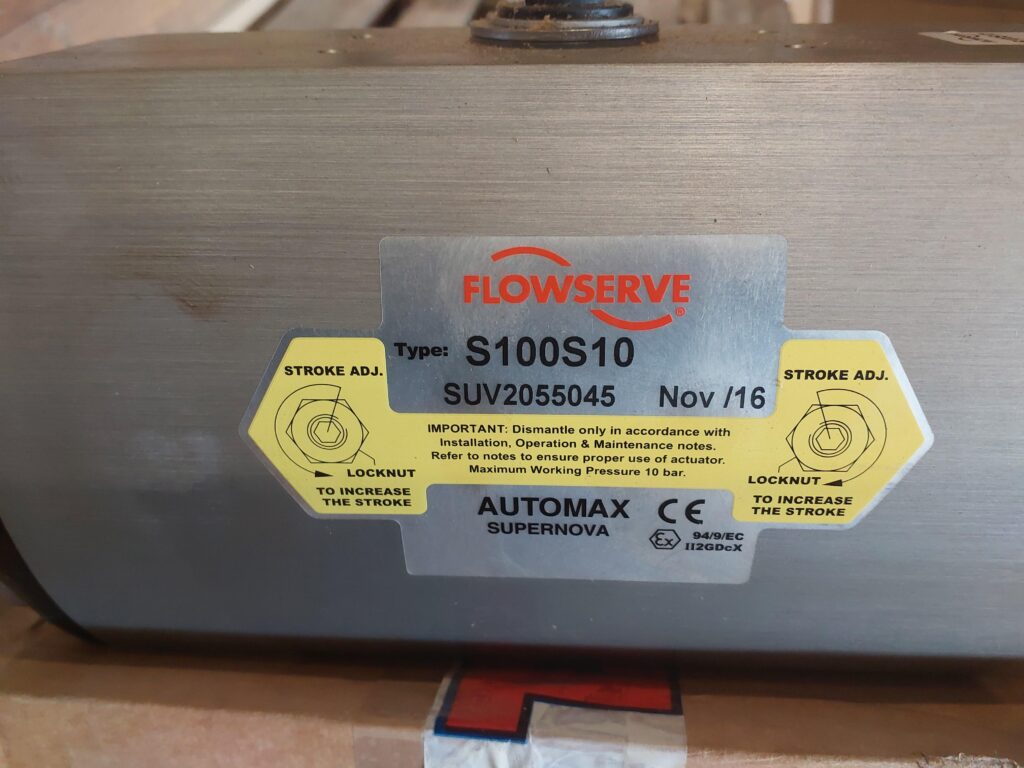 FLOWSERVE®
Type: S100S10
SUV2055045 Nov /16
STROKE ADJ.
LOCKNUT
TO INCREASE
THE STROKE
IMPORTANT: Dismantle only in accordance with
Installation, Operation & Maintenance notes.
Refer to notes to ensure proper use of actuator.
Maximum Working Pressure 10 bar.
STROKE ADJ.
LOCKNUT
TO INCREASE
THE STROKE
AUTOMAX CE
SUPERNOVA
Ex 94/9/EC
II2GDcX